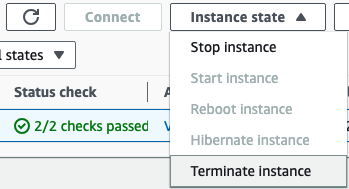 Connect
Instance state
l states
Stop instance
Start instance
Status check
Reboot instance
2/2 checks passed
Hibernate instance
Terminate instance